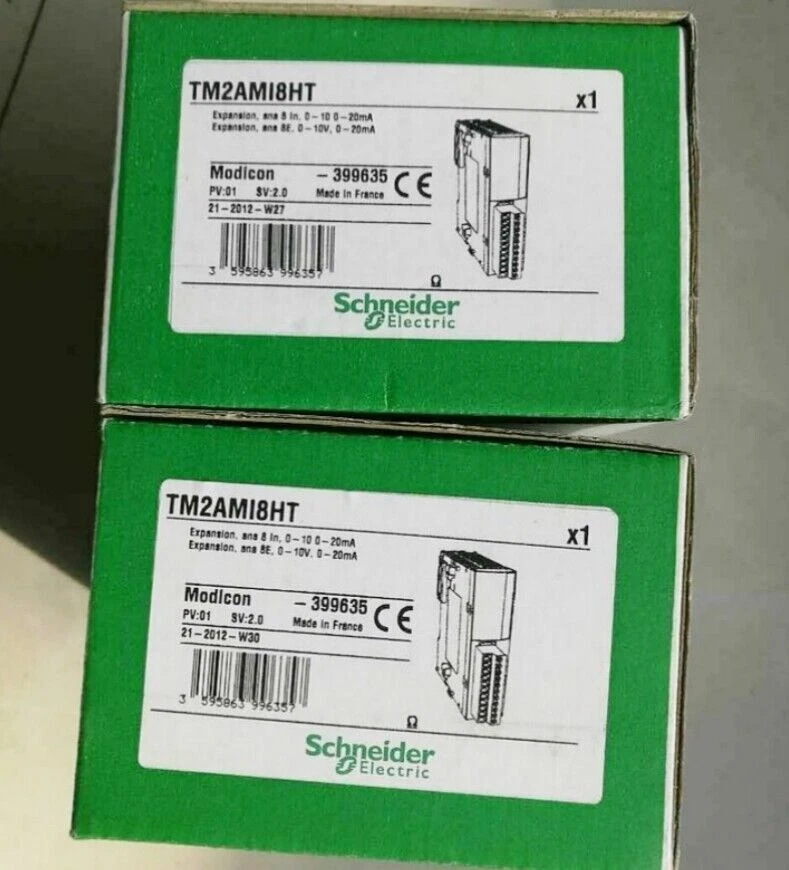 TM2AMI8HT
x1
Expansion, ana 8 In, 0-10 0-20mA
Expansion, ana 8E, 0-10V, 0-20mA
Modicon - 399635 CE
PV:01 SV:2.0 Made in France
21-2012-W27
3 595863 996357
Ω
Schneider
Electric
TM2AMI8HT
x1
Expansion, ana 8 In, 0-10 0-20mA
Expansion, ana 8E, 0-10V, 0-20mA
Modicon - 399635 CE
PV:01 SV:2.0 Made in France
21-2012-W30
3 595863 996357
Ω
Schneider
Electric